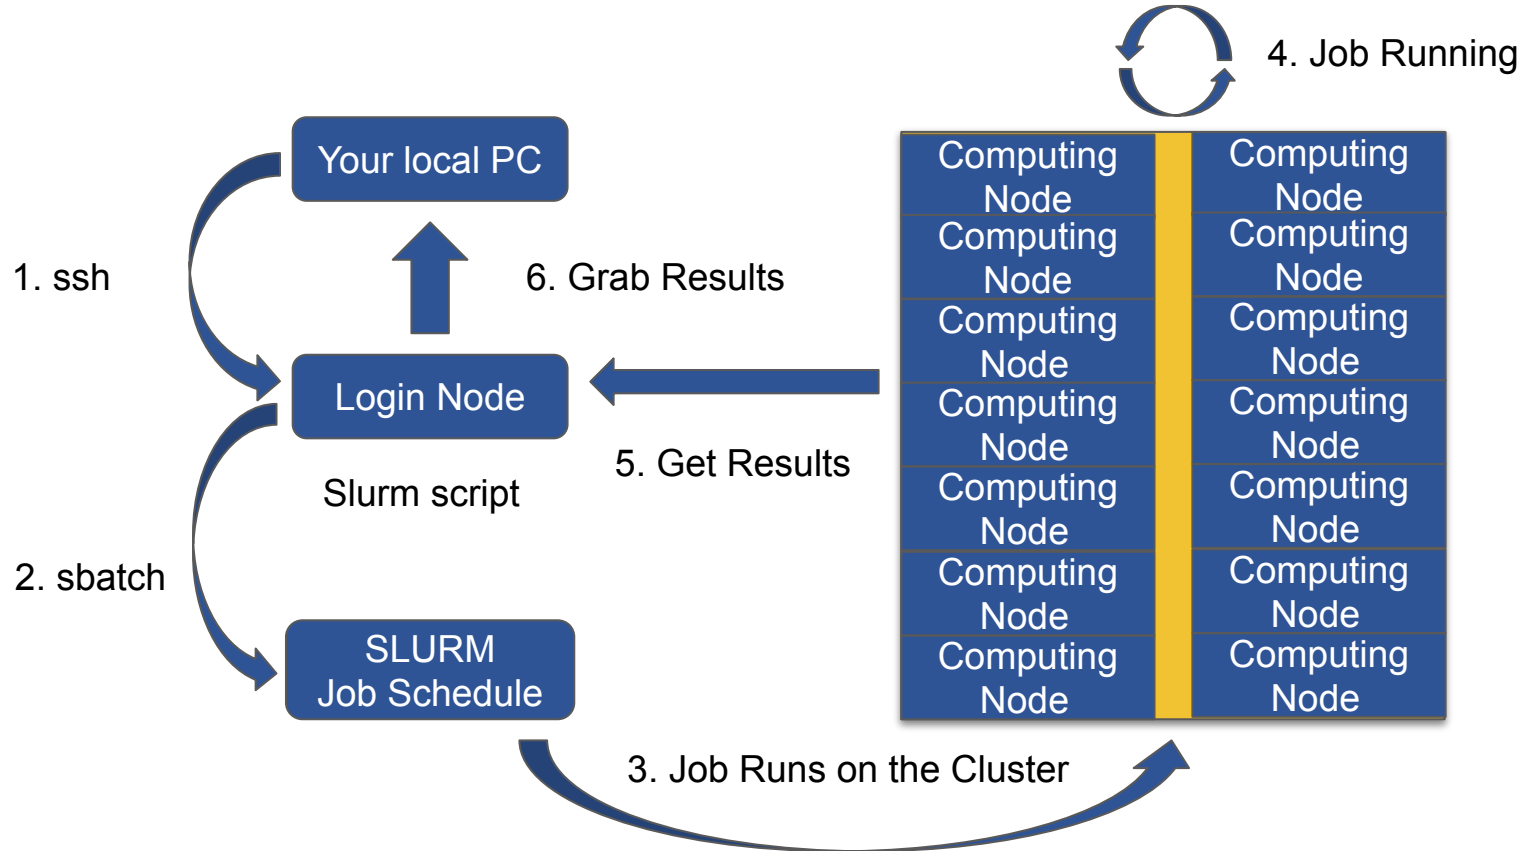 4. Job Running
Your local PC
1. ssh
6. Grab Results
Login Node
5. Get Results
Slurm script
2. sbatch
SLURM
Job Schedule
3. Job Runs on the Cluster
Computing
Node
Computing
Node
Computing
Node
Computing
Node
Computing
Node
Computing
Node
Computing
Node
Computing
Node
Computing
Node
Computing
Node
Computing
Node
Computing
Node
Computing
Node
Computing
Node